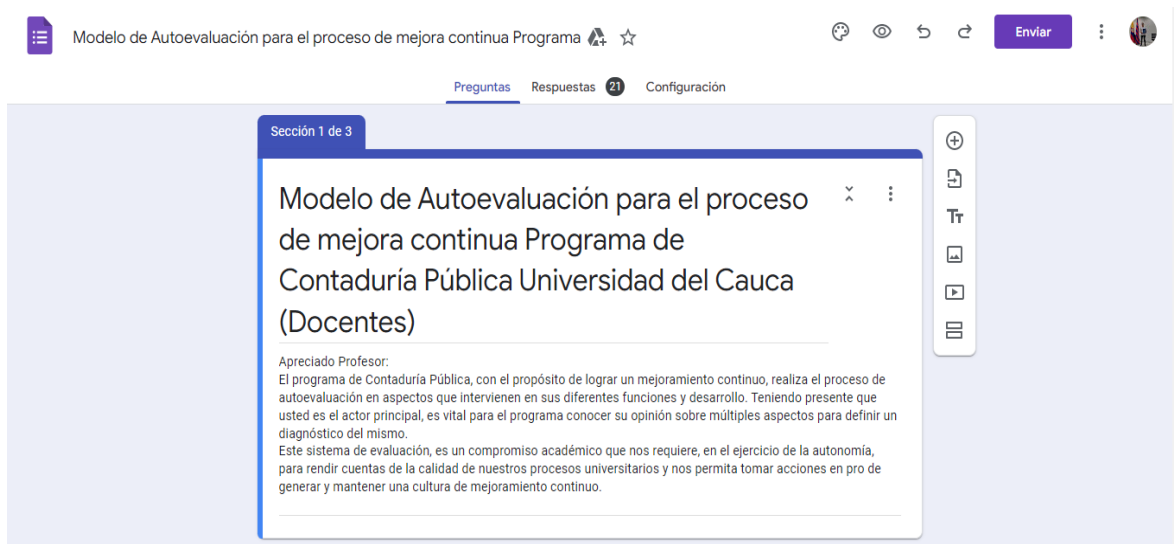 Modelo de Autoevaluación para el proceso de mejora continua Programa
Enviar
Preguntas
Respuestas 21
Configuración
Sección 1 de 3
Modelo de Autoevaluación para el proceso
de mejora continua Programa de
Contaduría Pública Universidad del Cauca
(Docentes)
Apreciado Profesor:
El programa de Contaduría Pública, con el propósito de lograr un mejoramiento continuo, realiza el proceso de
autoevaluación en aspectos que intervienen en sus diferentes funciones y desarrollo. Teniendo presente que
usted es el actor principal, es vital para el programa conocer su opinión sobre múltiples aspectos para definir un
diagnóstico del mismo.
Este sistema de evaluación, es un compromiso académico que nos requiere, en el ejercicio de la autonomía,
para rendir cuentas de la calidad de nuestros procesos universitarios y nos permita tomar acciones en pro de
generar y mantener una cultura de mejoramiento continuo.
Tт